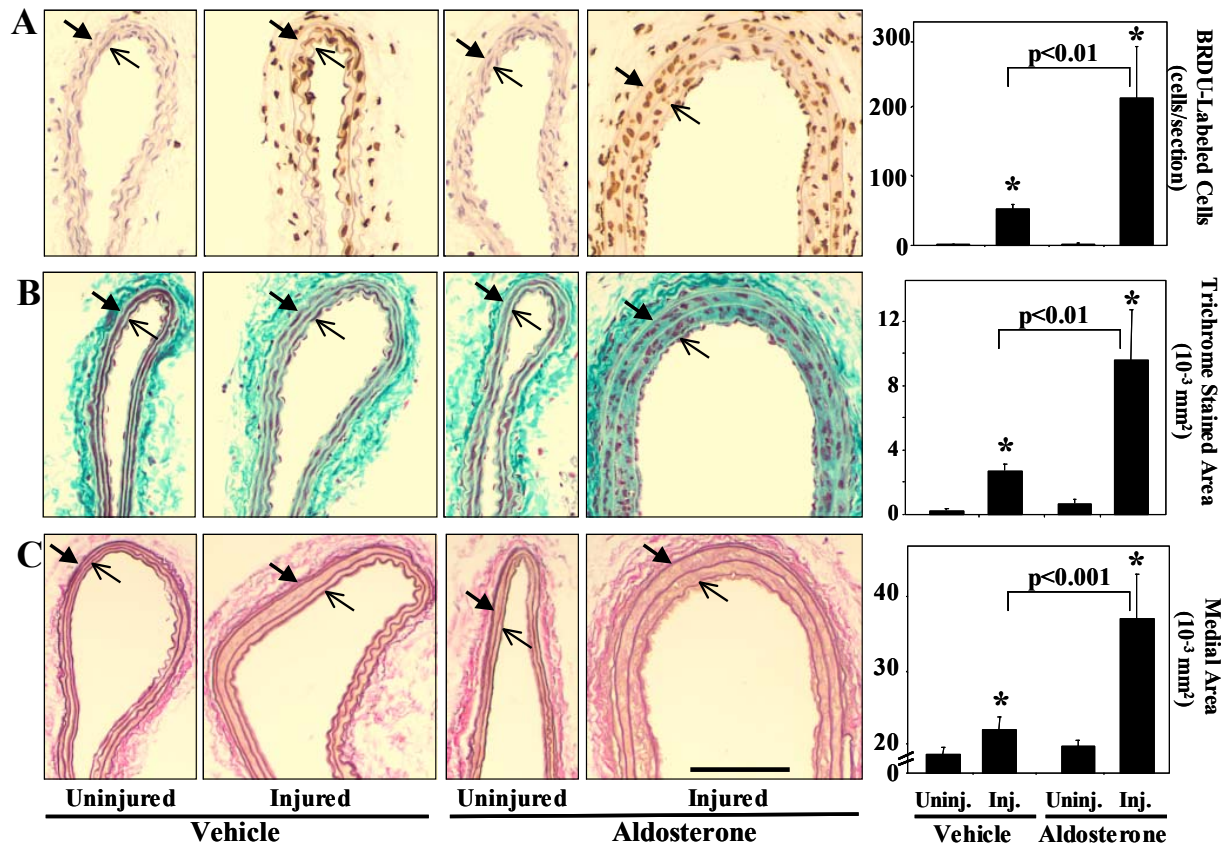 A
300
200
100
0
*
p<0.01
*
BRDU-Labeled Cells
(cells/section)
B
12
8
4
0
*
p<0.01
*
Trichrome Stained Area
(10⁻³ mm²)
C
40
30
20
0
*
p<0.001
*
Medial Area
(10⁻³ mm²)
Uninjured Injured Uninjured Injured
Vehicle Aldosterone
Uninj. Inj. Uninj. Inj.
Vehicle Aldosterone